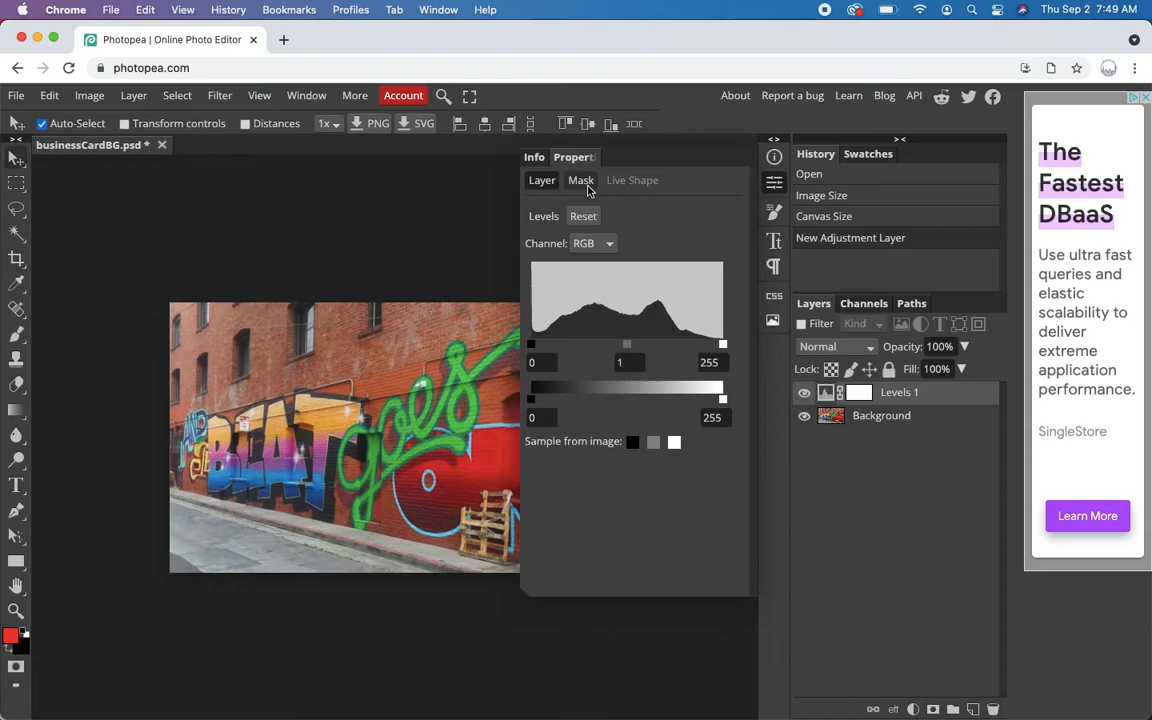 Chrome File Edit View History Bookmarks Profiles Tab Window Help Thu Sep 2 7:49 AM
Photopea | Online Photo Editor
photopea.com
File Edit Image Layer Select Filter View Window More Account About Report a bug Learn Blog API
Auto-Select Transform controls Distances 1x PNG SVG
businessCardBG.psd *
Info Propert
Layer Mask Live Shape
Levels Reset
Channel: RGB
0 1 255
0 255
Sample from image:
BEAT
goes
CSS
History Swatches
Open
Image Size
Canvas Size
New Adjustment Layer
Layers Channels Paths
Filter Kind
Normal Opacity: 100%
Lock: Fill: 100%
Levels 1
Background
eff
The
Fastest
DBaaS
Use ultra fast
queries and
elastic
scalability to
deliver
extreme
application
performance.
SingleStore
Learn More